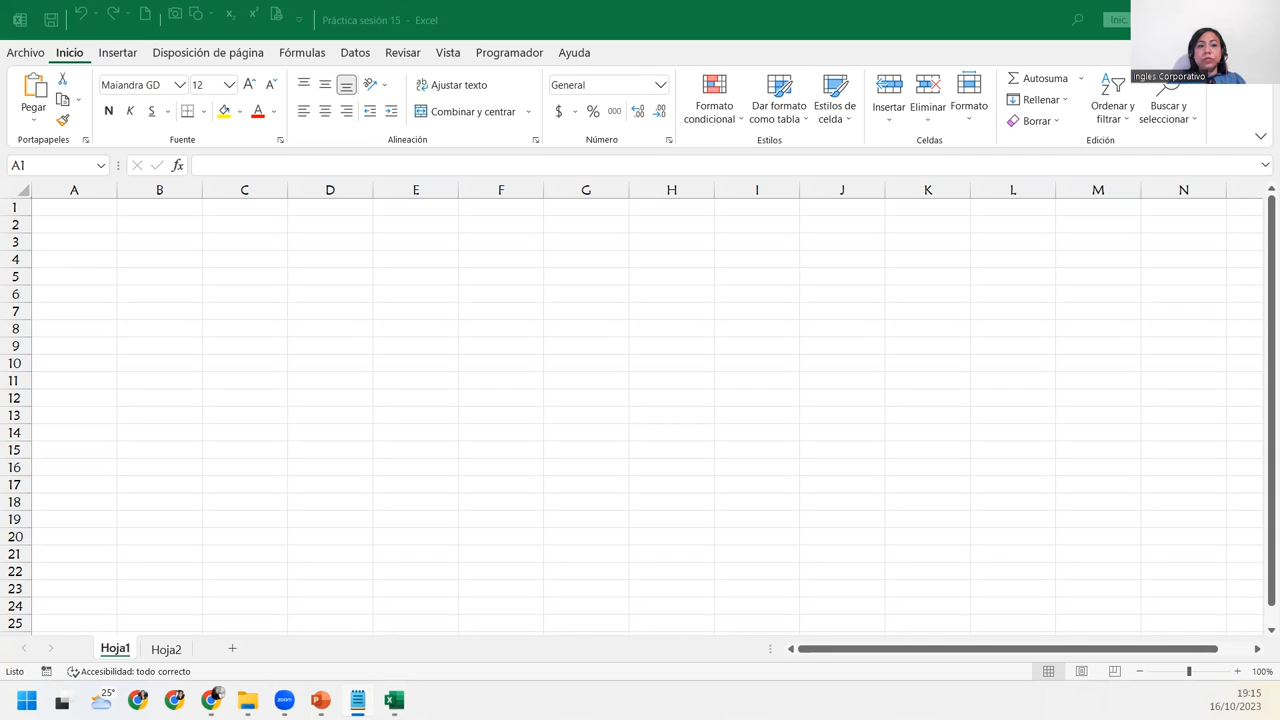 Práctica sesión 15 - Excel
Inic.
Archivo Inicio Insertar Disposición de página Fórmulas Datos Revisar Vista Programador Ayuda
Ingles Corporativo
Pegar
Portapapeles
Maiandra GD 12
N K S
Fuente
ab Ajustar texto
Combinar y centrar
Alineación
General
$ % 000
Número
Formato condicional
Dar formato como tabla
Estilos de celda
Estilos
Insertar Eliminar Formato
Celdas
Autosuma
Rellenar
Borrar
Ordenar y filtrar
Buscar y seleccionar
Edición
A1
fx
A B C D E F G H I J K L M N
1
2
3
4
5
6
7
8
9
10
11
12
13
14
15
16
17
18
19
20
21
22
23
24
25
Hoja1 Hoja2
Listo
Accesibilidad: todo correcto
100%
25°
zoom
19:15
16/10/2023